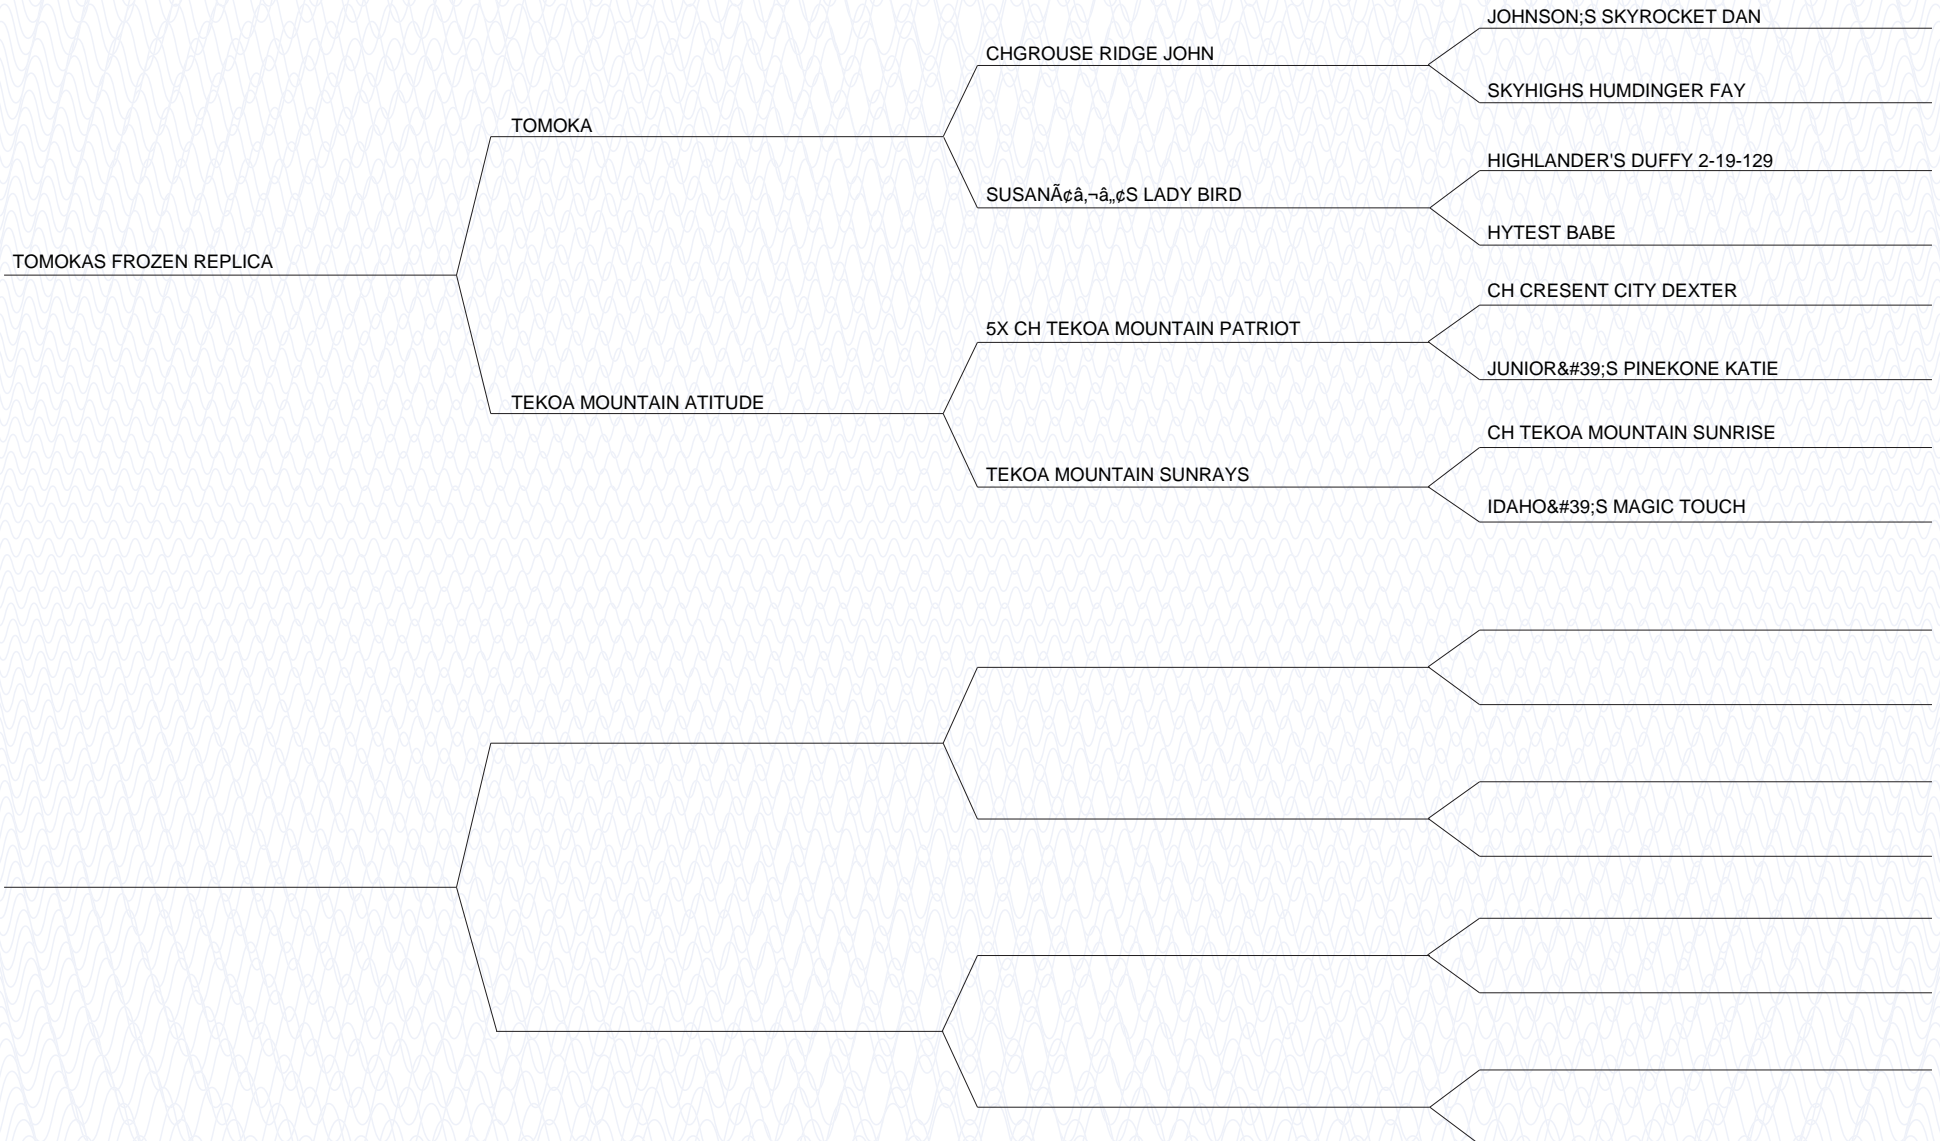 JOHNSON;S SKYROCKET DAN
CHGROUSE RIDGE JOHN
SKYHIGHS HUMDINGER FAY
TOMOKA
HIGHLANDER'S DUFFY 2-19-129
SUSANÃ¢â‚¬â„¢S LADY BIRD
HYTEST BABE
TOMOKAS FROZEN REPLICA
CH CRESENT CITY DEXTER
5X CH TEKOA MOUNTAIN PATRIOT
JUNIOR&#39;S PINEKONE KATIE
TEKOA MOUNTAIN ATITUDE
CH TEKOA MOUNTAIN SUNRISE
TEKOA MOUNTAIN SUNRAYS
IDAHO&#39;S MAGIC TOUCH